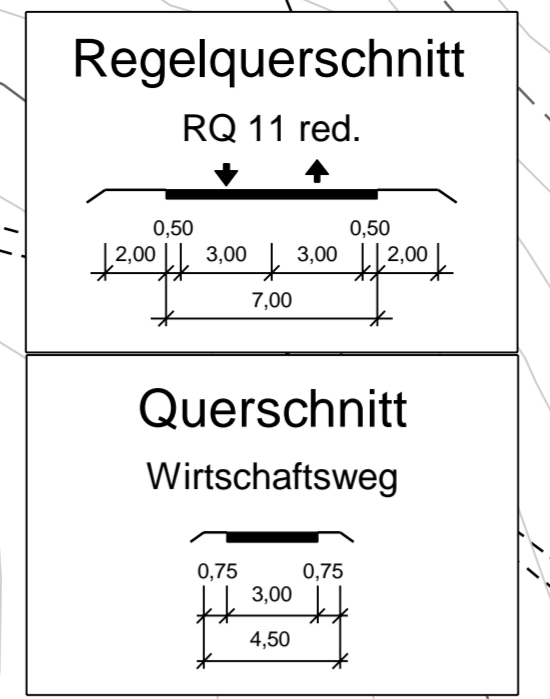 Regelquerschnitt
RQ 11 red.
0,50 0,50
2,00 3,00 3,00 2,00
7,00
Querschnitt
Wirtschaftsweg
0,75 0,75
3,00
4,50